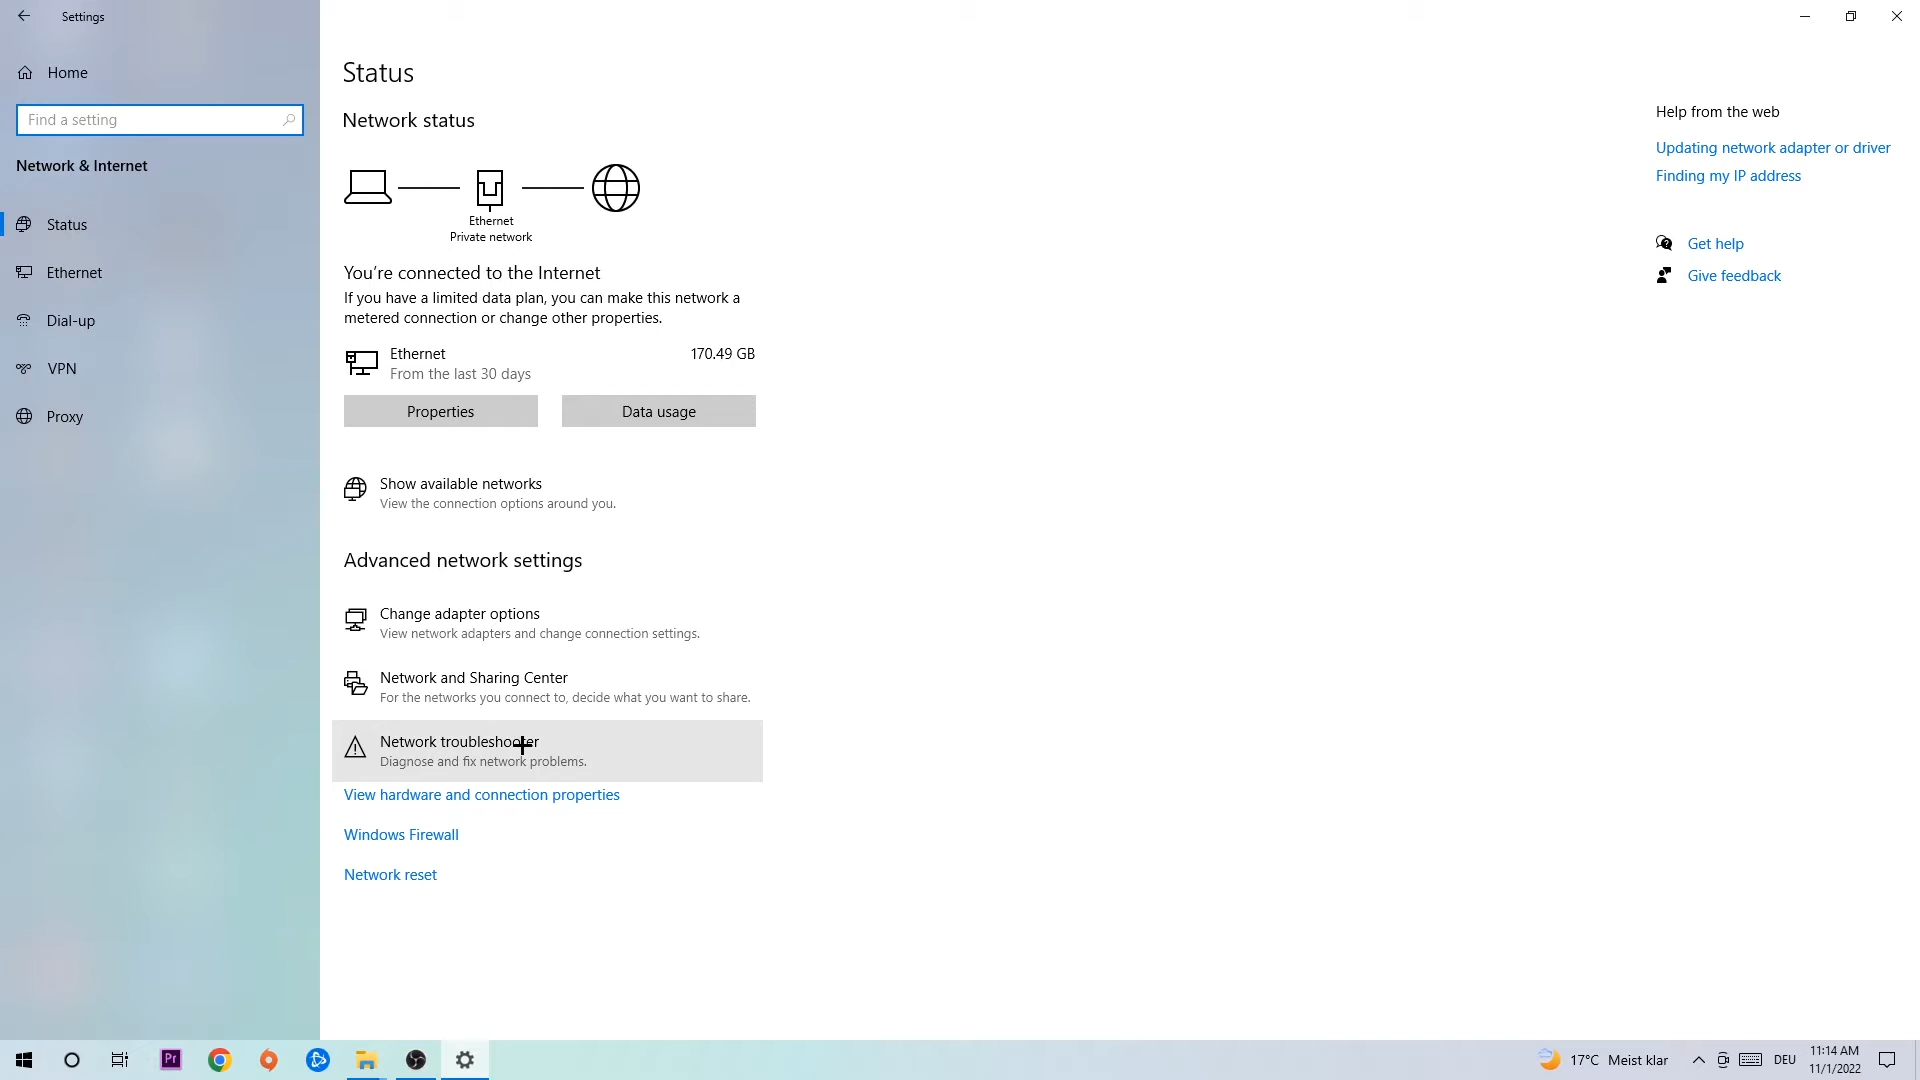 Settings
Home
Find a setting
Network & Internet
Status
Ethernet
Dial-up
VPN
Proxy
Status
Network status
Ethernet
Private network
You’re connected to the Internet
If you have a limited data plan, you can make this network a
metered connection or change other properties.
Ethernet 170.49 GB
From the last 30 days
Properties Data usage
Show available networks
View the connection options around you.
Advanced network settings
Change adapter options
View network adapters and change connection settings.
Network and Sharing Center
For the networks you connect to, decide what you want to share.
Network troubleshooter
Diagnose and fix network problems.
View hardware and connection properties
Windows Firewall
Network reset
Help from the web
Updating network adapter or driver
Finding my IP address
Get help
Give feedback
Pr
17°C Meist klar
DEU
11:14 AM
11/1/2022